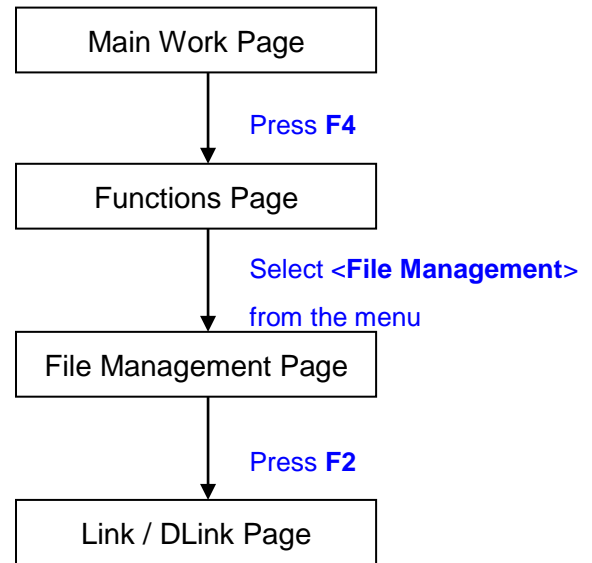 Main Work Page
Press F4
Functions Page
Select <File Management>
from the menu
File Management Page
Press F2
Link / DLink Page